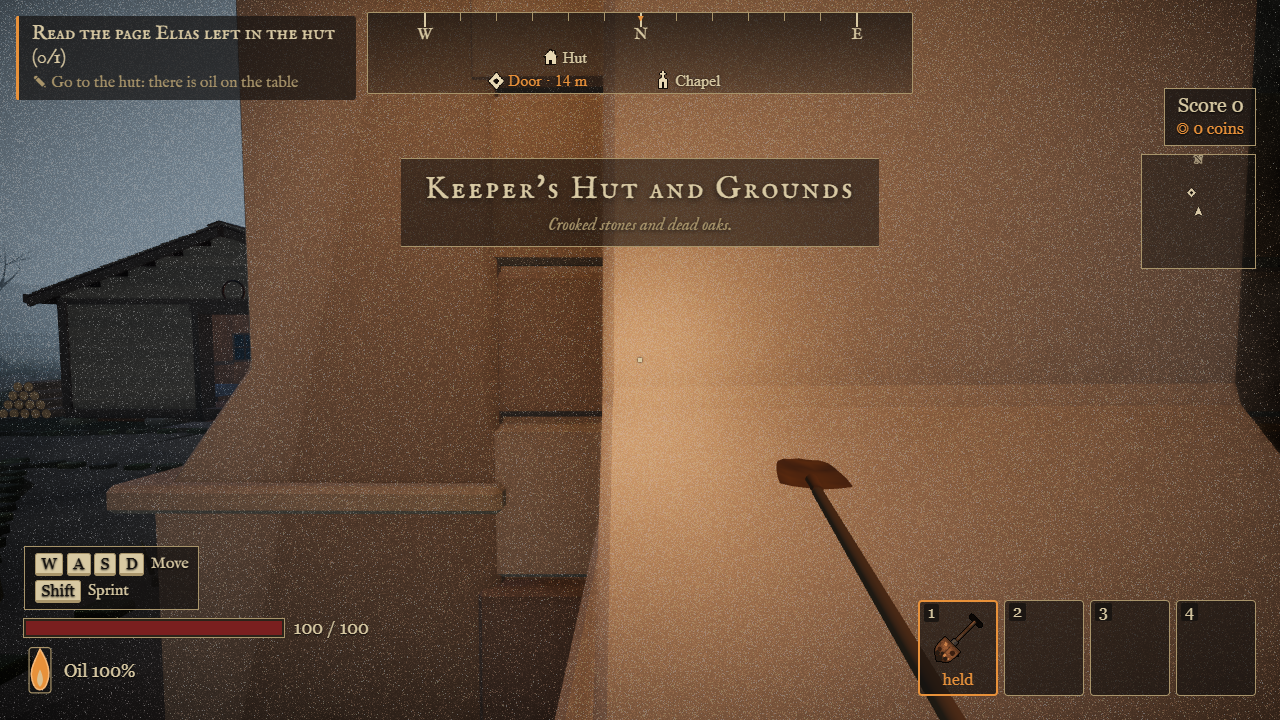 Read the page Elias left in the hut
(0/1)
Go to the hut: there is oil on the table
W N E
Hut
Door · 14 m
Chapel
Score 0
0 coins
N
Keeper's Hut and Grounds
Crooked stones and dead oaks.
W A S D Move
Shift Sprint
100 / 100
Oil 100%
1 2 3 4
held